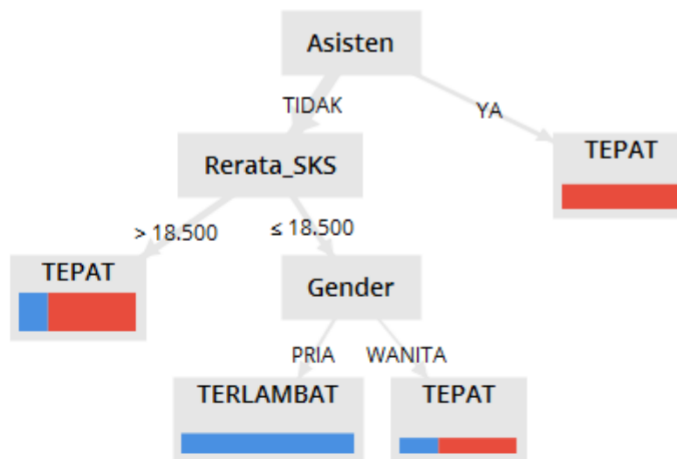 Asisten
TIDAK
YA
Rerata_SKS
TEPAT
> 18.500
≤ 18.500
TEPAT
Gender
PRIA
WANITA
TERLAMBAT
TEPAT